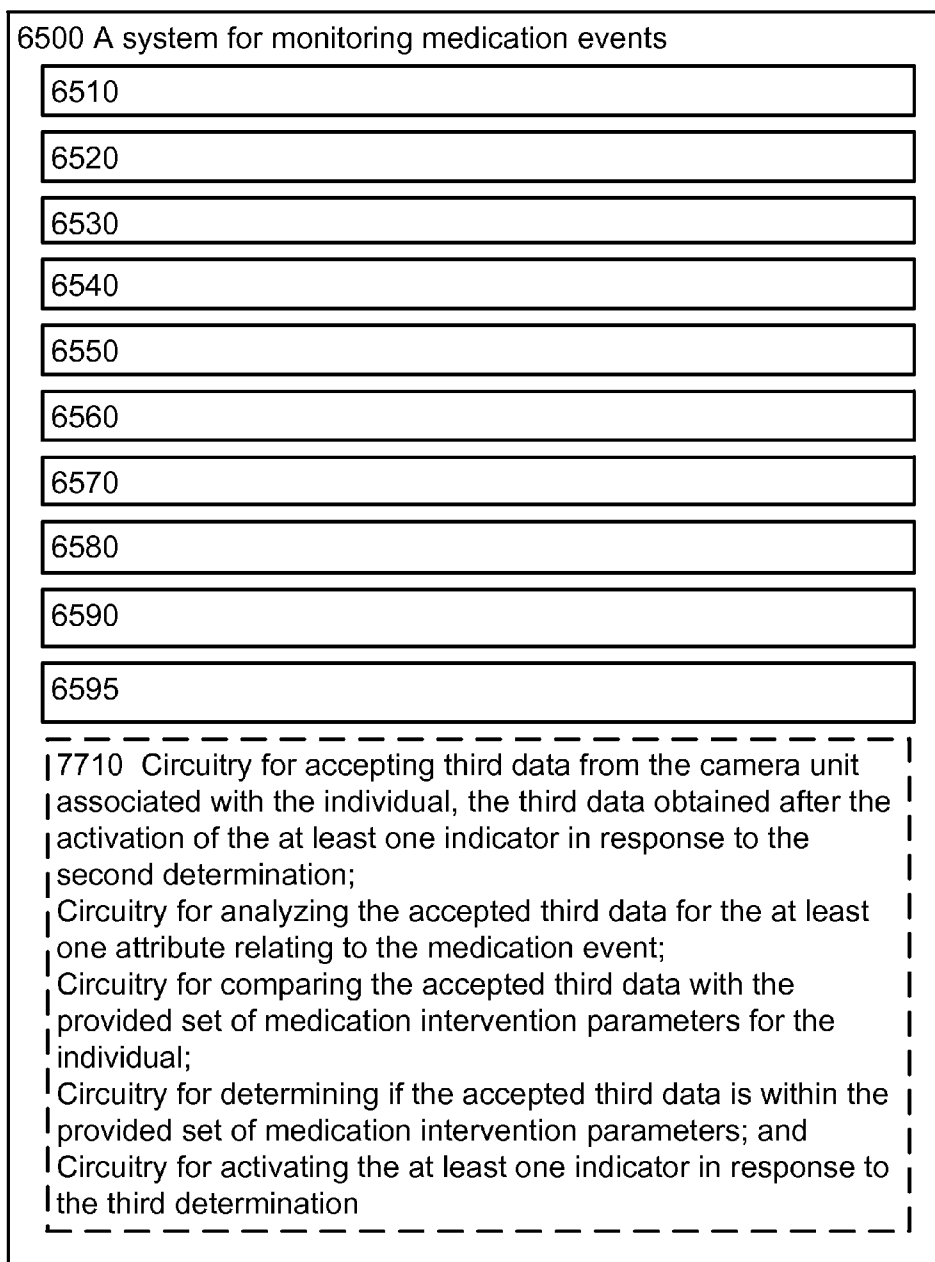 6500 A system for monitoring medication events
6510
6520
6530
6540
6550
6560
6570
6580
6590
6595
7710 Circuitry for accepting third data from the camera unit
associated with the individual, the third data obtained after the
activation of the at least one indicator in response to the
second determination;
Circuitry for analyzing the accepted third data for the at least
one attribute relating to the medication event;
Circuitry for comparing the accepted third data with the
provided set of medication intervention parameters for the
individual;
Circuitry for determining if the accepted third data is within the
provided set of medication intervention parameters; and
Circuitry for activating the at least one indicator in response to
the third determination